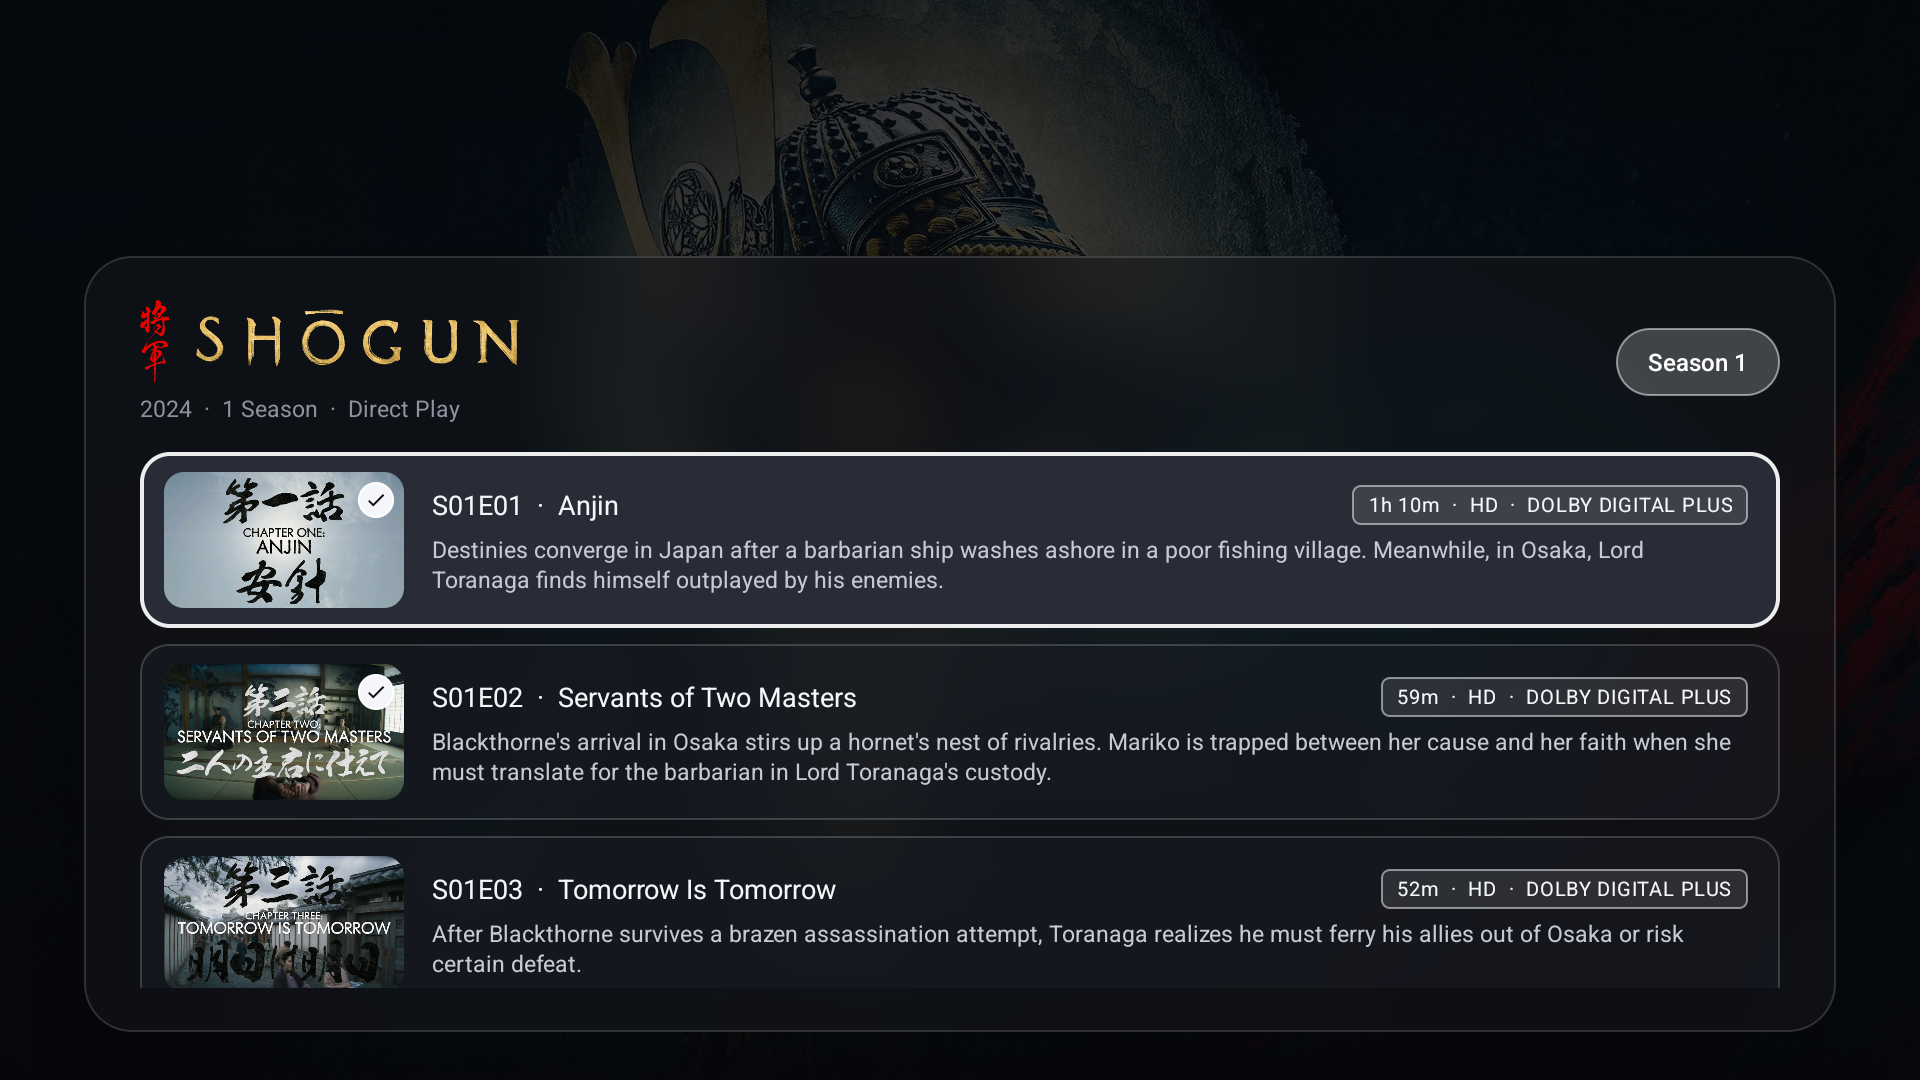 将軍 SHŌGUN
2024 · 1 Season · Direct Play
Season 1
第一話
CHAPTER ONE:
ANJIN
安針
S01E01 · Anjin
1h 10m · HD · DOLBY DIGITAL PLUS
Destinies converge in Japan after a barbarian ship washes ashore in a poor fishing village. Meanwhile, in Osaka, Lord
Toranaga finds himself outplayed by his enemies.
第二話
CHAPTER TWO:
SERVANTS OF TWO MASTERS
二人の主君に仕えて
S01E02 · Servants of Two Masters
59m · HD · DOLBY DIGITAL PLUS
Blackthorne's arrival in Osaka stirs up a hornet's nest of rivalries. Mariko is trapped between her cause and her faith when she
must translate for the barbarian in Lord Toranaga's custody.
第三話
CHAPTER THREE:
TOMORROW IS TOMORROW
明日は明日
S01E03 · Tomorrow Is Tomorrow
52m · HD · DOLBY DIGITAL PLUS
After Blackthorne survives a brazen assassination attempt, Toranaga realizes he must ferry his allies out of Osaka or risk
certain defeat.